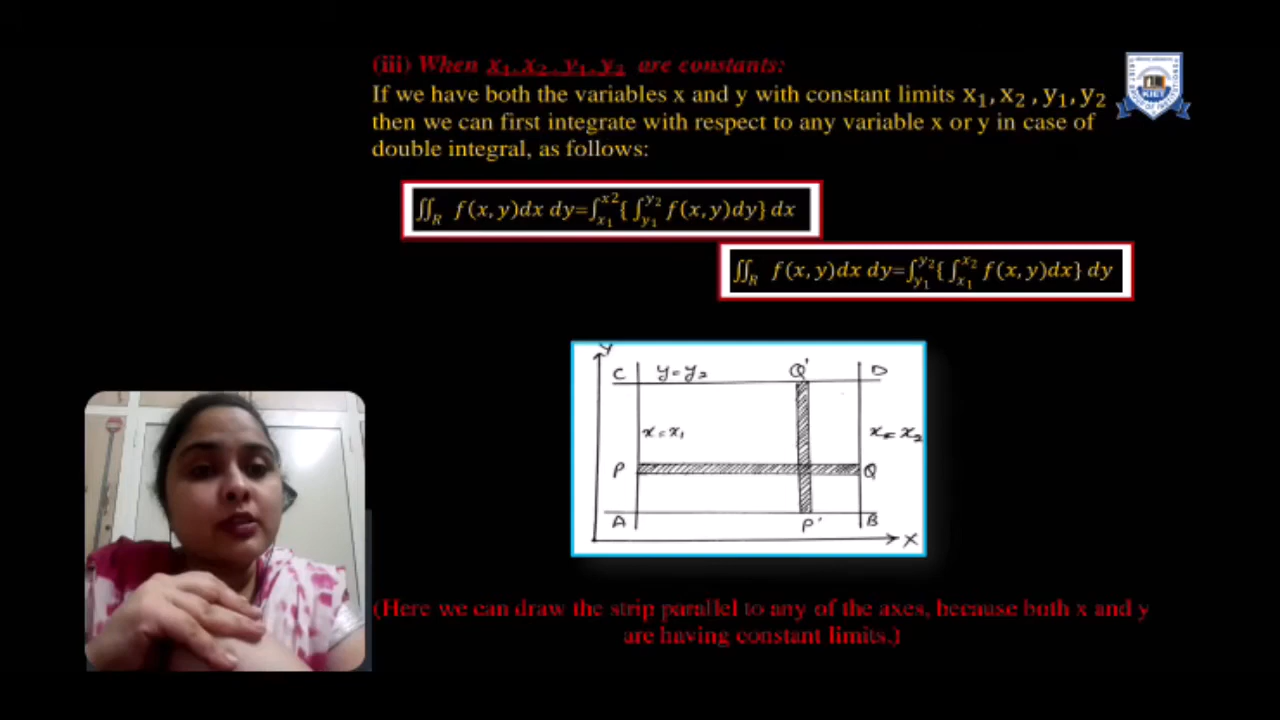 (iii) When x₁, x₂ , y₁, y₂ are constants:
If we have both the variables x and y with constant limits x₁, x₂ , y₁, y₂
then we can first integrate with respect to any variable x or y in case of
double integral, as follows:
∬_R f(x, y)dx dy=∫_{x₁}^{x2}{ ∫_{y₁}^{y₂} f(x, y)dy} dx
∬_R f(x, y)dx dy=∫_{y₁}^{y₂}{ ∫_{x₁}^{x₂} f(x, y)dx} dy
Y
C y=y₂ Q' D
x=x₁ x=x₂
P Q
A P' B
X
(Here we can draw the strip parallel to any of the axes, because both x and y
are having constant limits.)
KIET